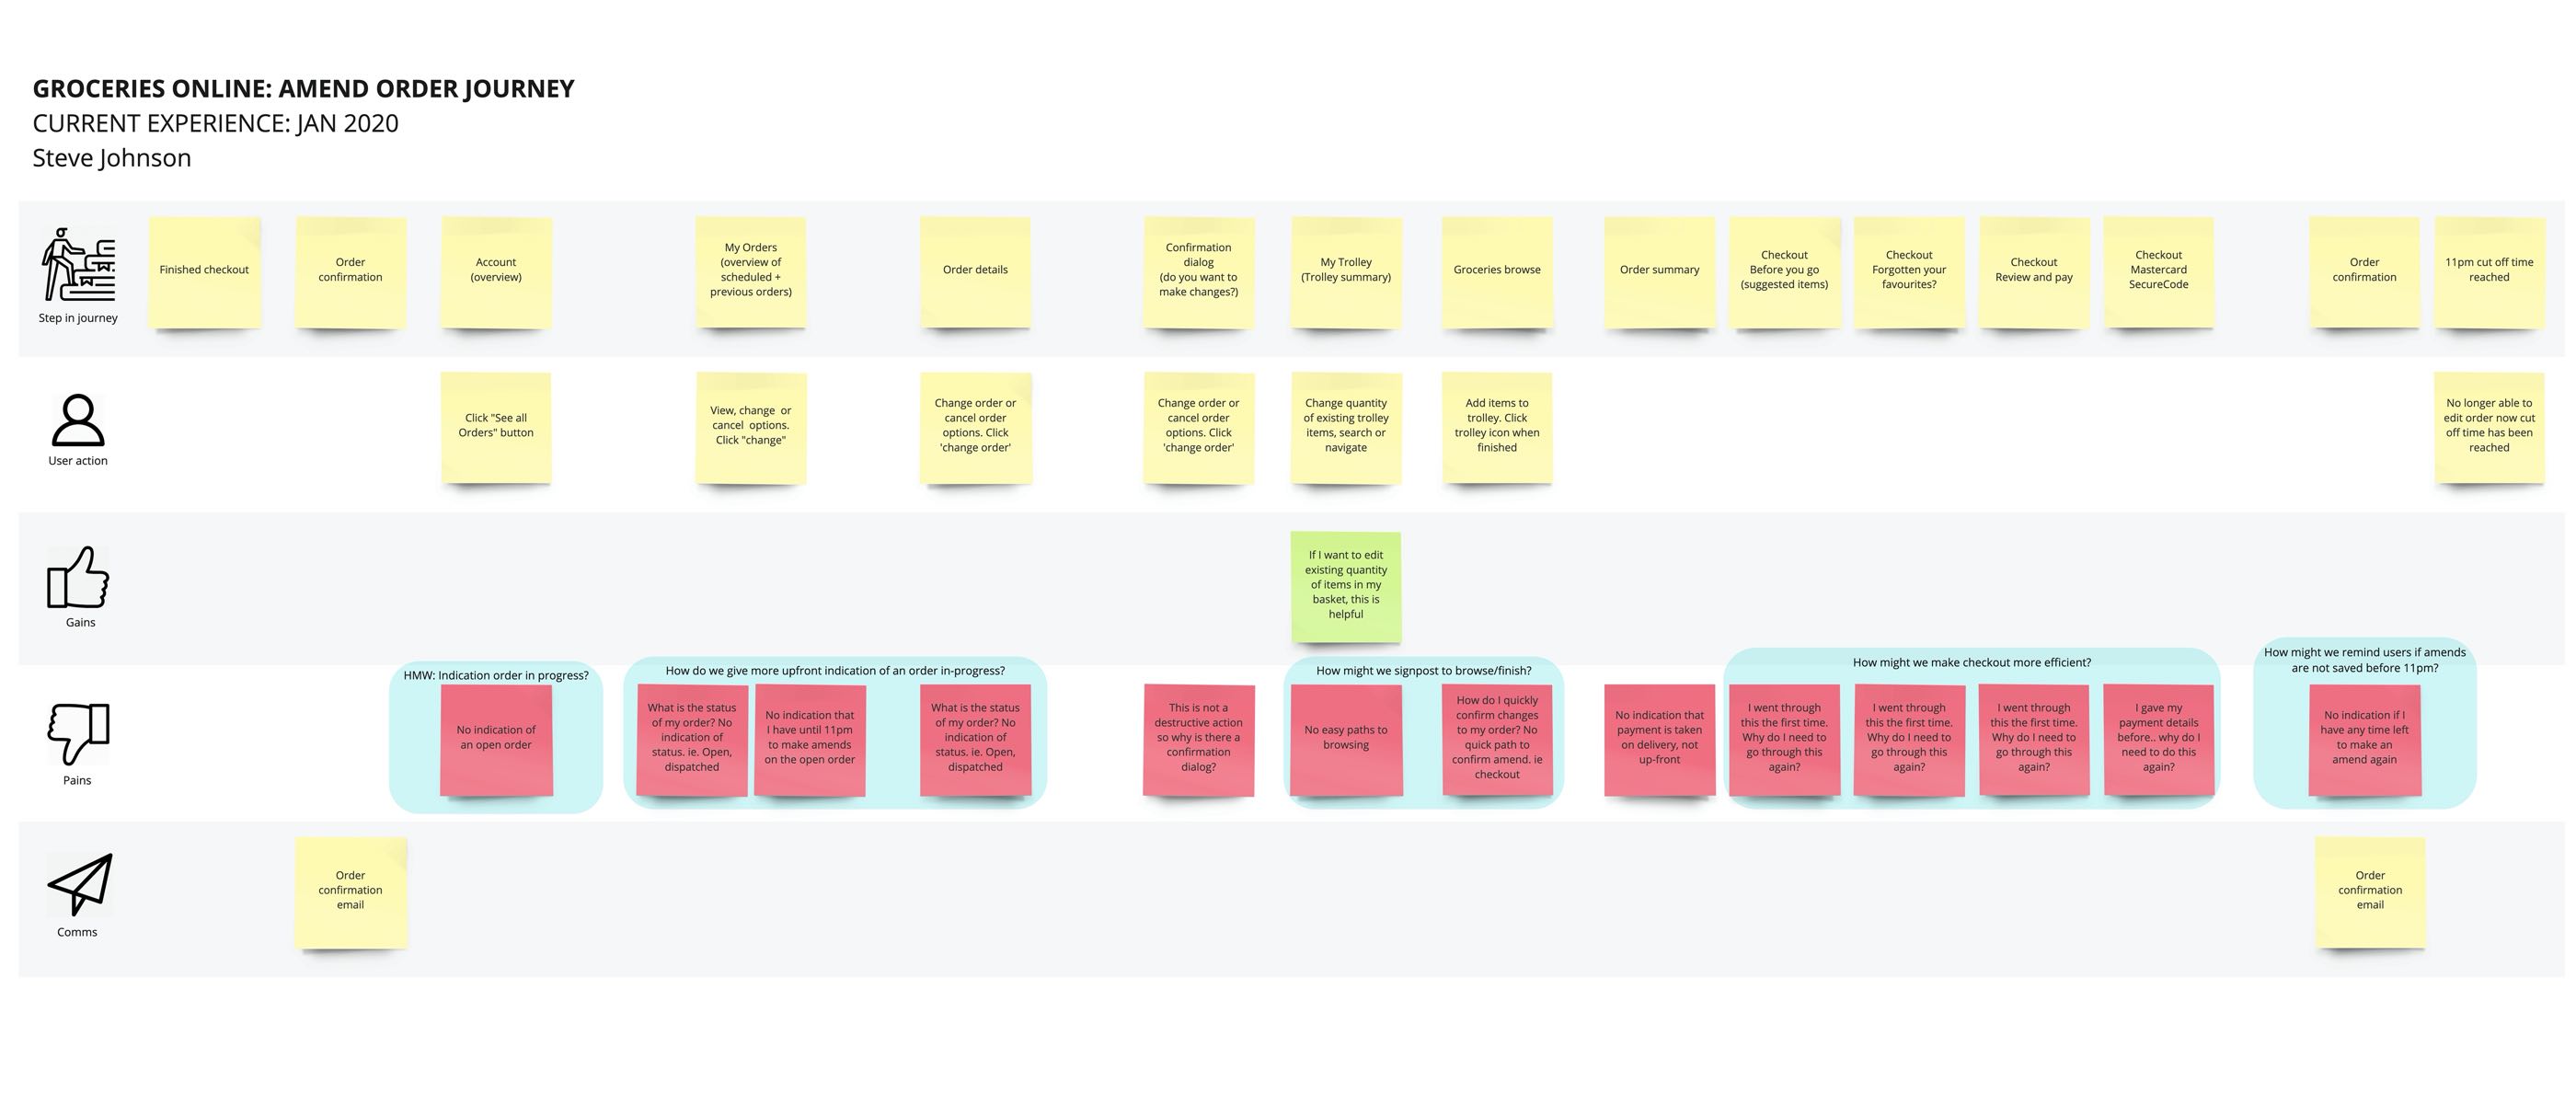 GROCERIES ONLINE: AMEND ORDER JOURNEY
CURRENT EXPERIENCE: JAN 2020
Steve Johnson
Step in journey
Finished checkout
Order
confirmation
Account
(overview)
My Orders
(overview of
scheduled +
previous orders)
Order details
Confirmation
dialog
(do you want to
make changes?)
My Trolley
(Trolley summary)
Groceries browse
Order summary
Checkout
Before you go
(suggested items)
Checkout
Forgotten your
favourites?
Checkout
Review and pay
Checkout
Mastercard
SecureCode
Order
confirmation
11pm cut off time
reached
User action
Click "See all
Orders" button
View, change or
cancel options.
Click "change"
Change order or
cancel order
options. Click
'change order'
Change order or
cancel order
options. Click
'change order'
Change quantity
of existing trolley
items, search or
navigate
Add items to
trolley. Click
trolley icon when
finished
No longer able to
edit order now cut
off time has been
reached
Gains
If I want to edit
existing quantity
of items in my
basket, this is
helpful
Pains
HMW: Indication order in progress?
No indication of
an open order
How do we give more upfront indication of an order in-progress?
What is the status
of my order? No
indication of
status. ie. Open,
dispatched
No indication that
I have until 11pm
to make amends
on the open order
What is the status
of my order? No
indication of
status. ie. Open,
dispatched
This is not a
destructive action
so why is there a
confirmation
dialog?
How might we signpost to browse/finish?
No easy paths to
browsing
How do I quickly
confirm changes
to my order? No
quick path to
confirm amend. ie
checkout
No indication that
payment is taken
on delivery, not
up-front
How might we make checkout more efficient?
I went through
this the first time.
Why do I need to
go through this
again?
I went through
this the first time.
Why do I need to
go through this
again?
I went through
this the first time.
Why do I need to
go through this
again?
I gave my
payment details
before.. why do I
need to do this
again?
How might we remind users if amends
are not saved before 11pm?
No indication if I
have any time left
to make an
amend again
Comms
Order
confirmation
email
Order
confirmation
email